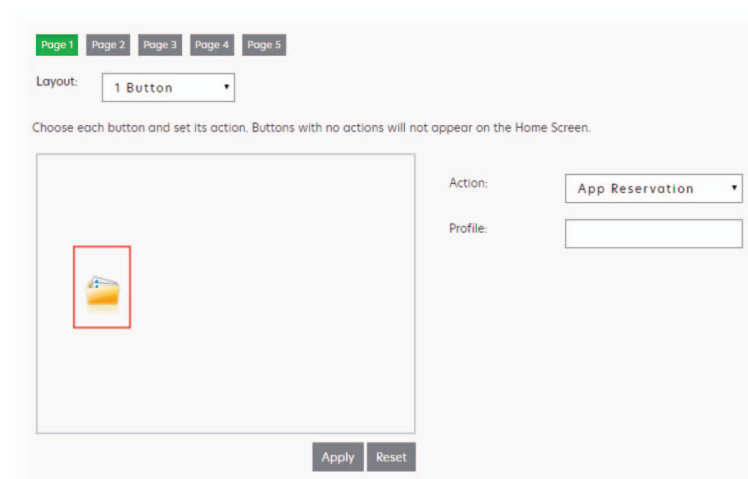 Page 1 Page 2 Page 3 Page 4 Page 5
Layout: 1 Button
Choose each button and set its action. Buttons with no actions will not appear on the Home Screen.
Action: App Reservation
Profile:
Apply Reset